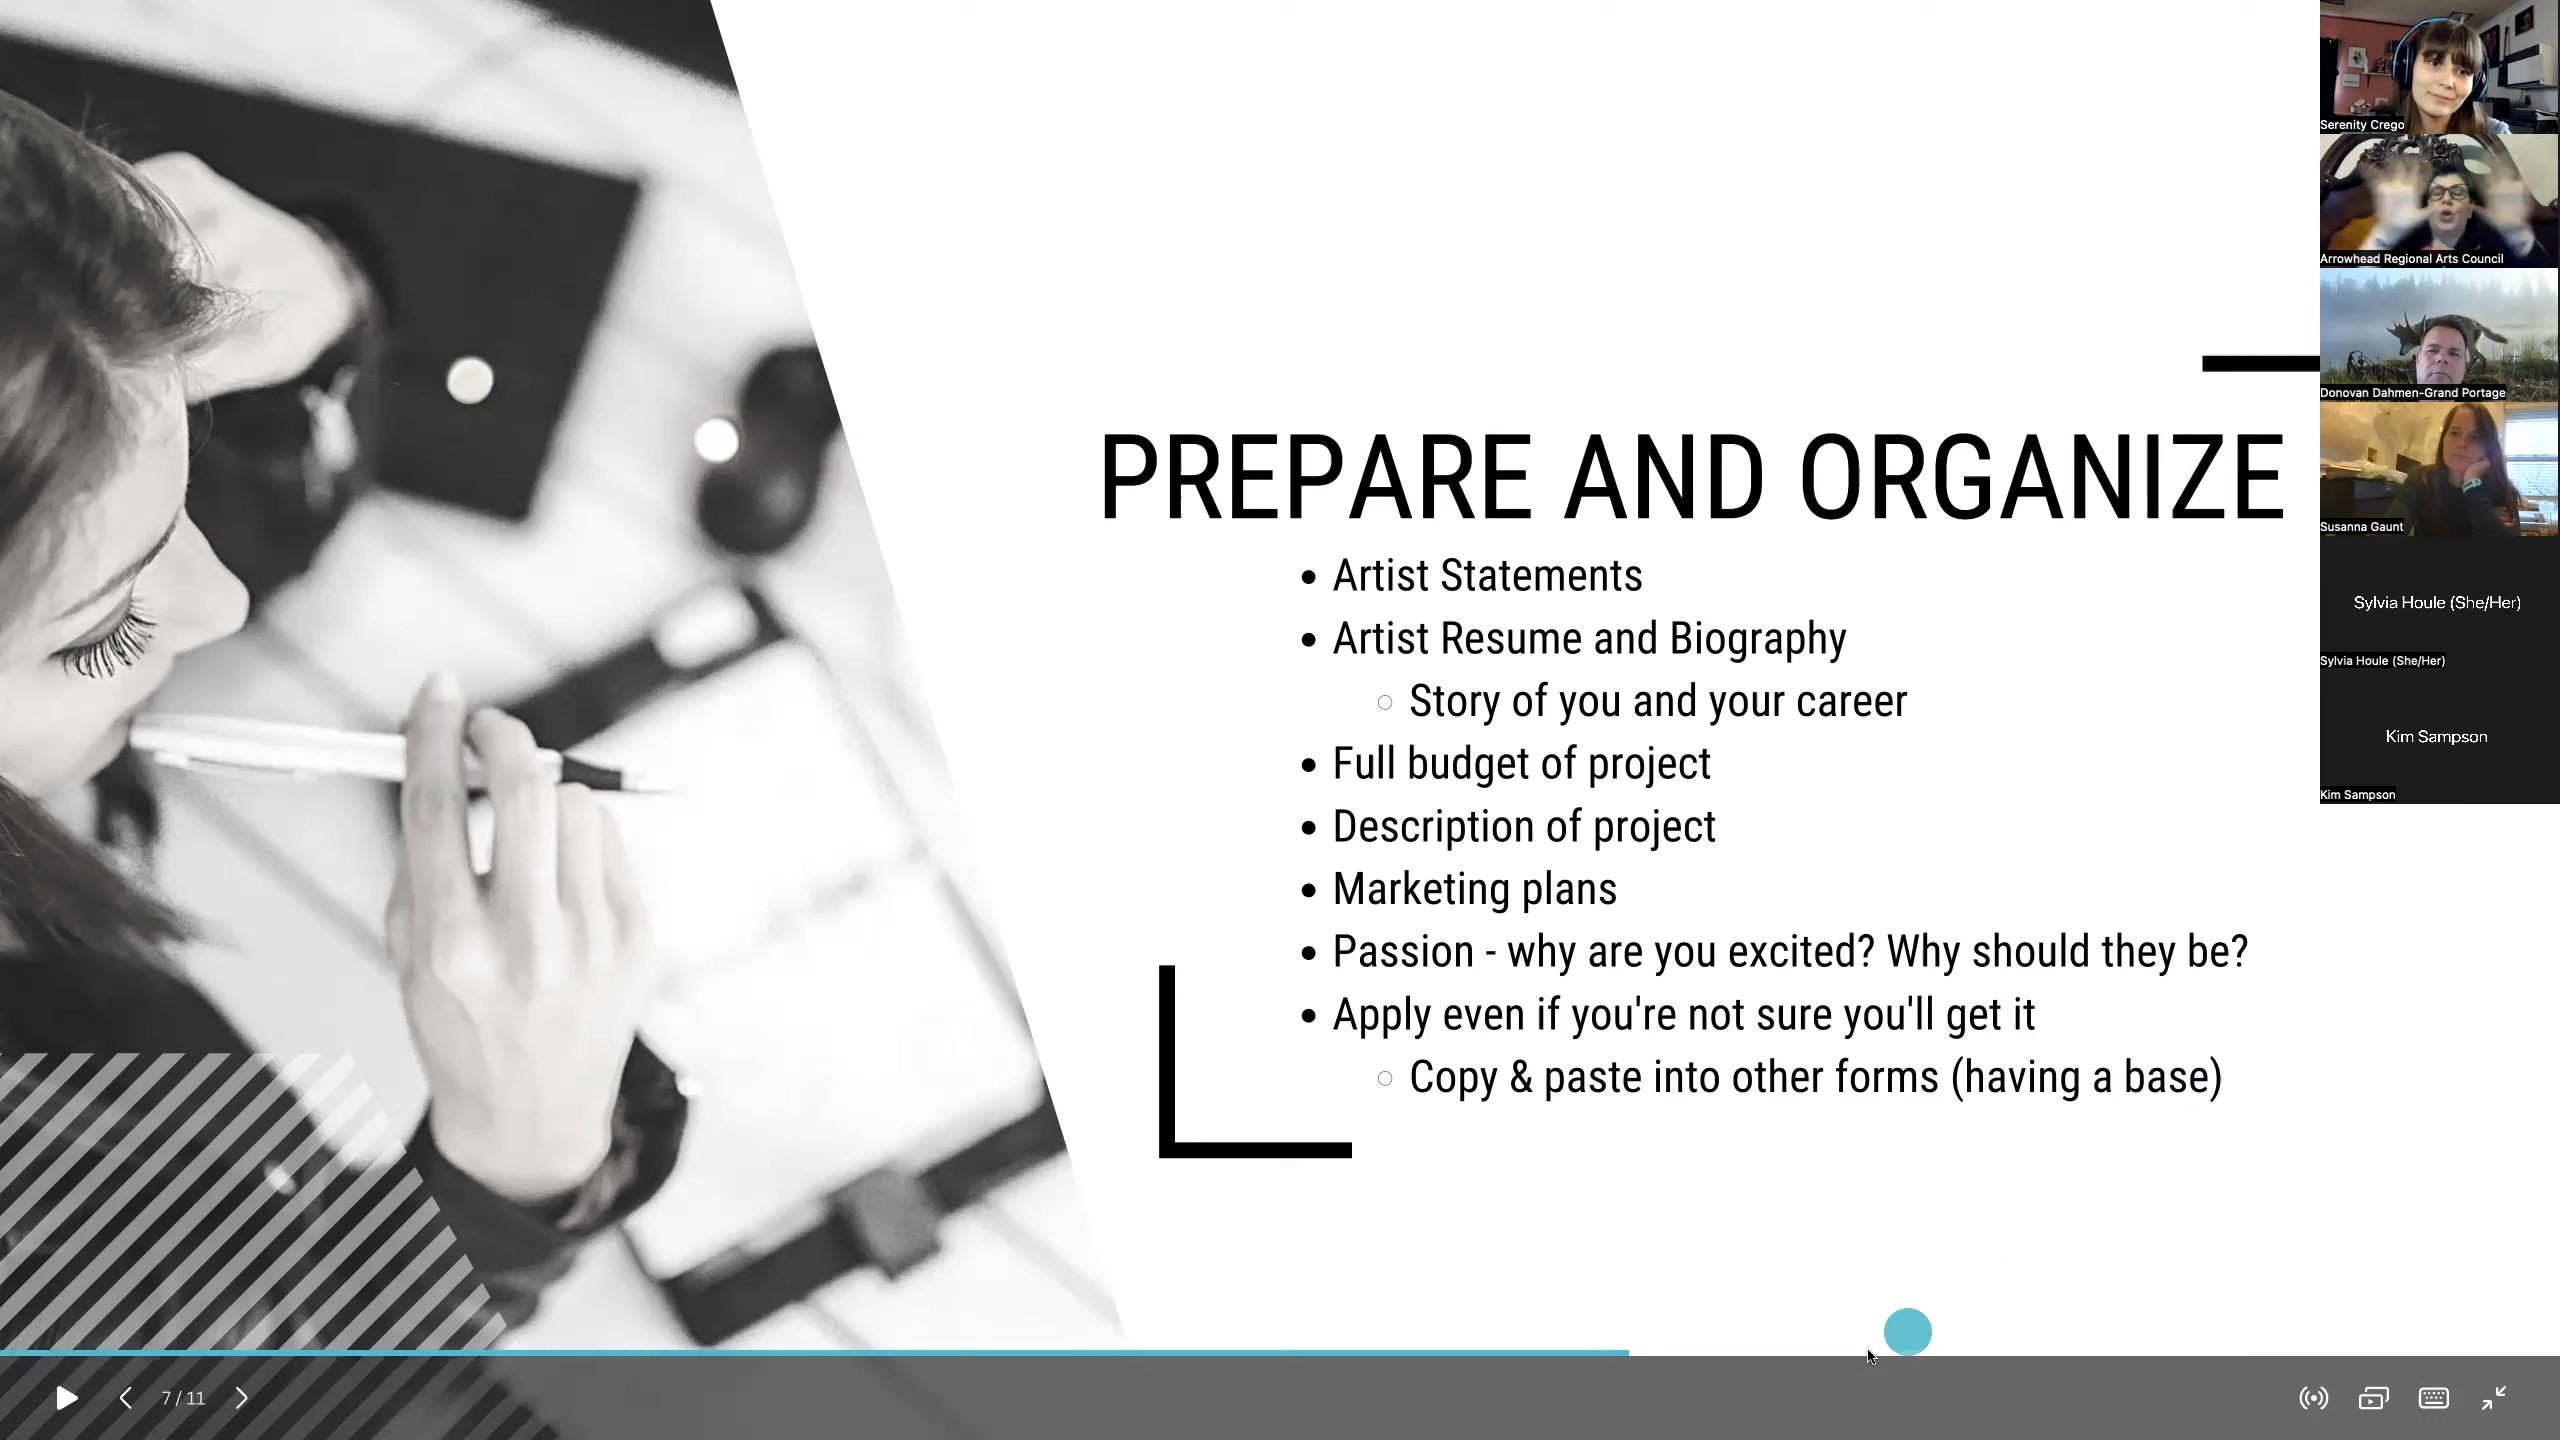 PREPARE AND ORGANIZE
Artist Statements
Artist Resume and Biography
Story of you and your career
Full budget of project
Description of project
Marketing plans
Passion - why are you excited? Why should they be?
Apply even if you're not sure you'll get it
Copy & paste into other forms (having a base)
Serenity Crego
Arrowhead Regional Arts Council
Donovan Dahmen-Grand Portage
Susanna Gaunt
Sylvia Houle (She/Her)
Sylvia Houle (She/Her)
Kim Sampson
Kim Sampson
7 / 11